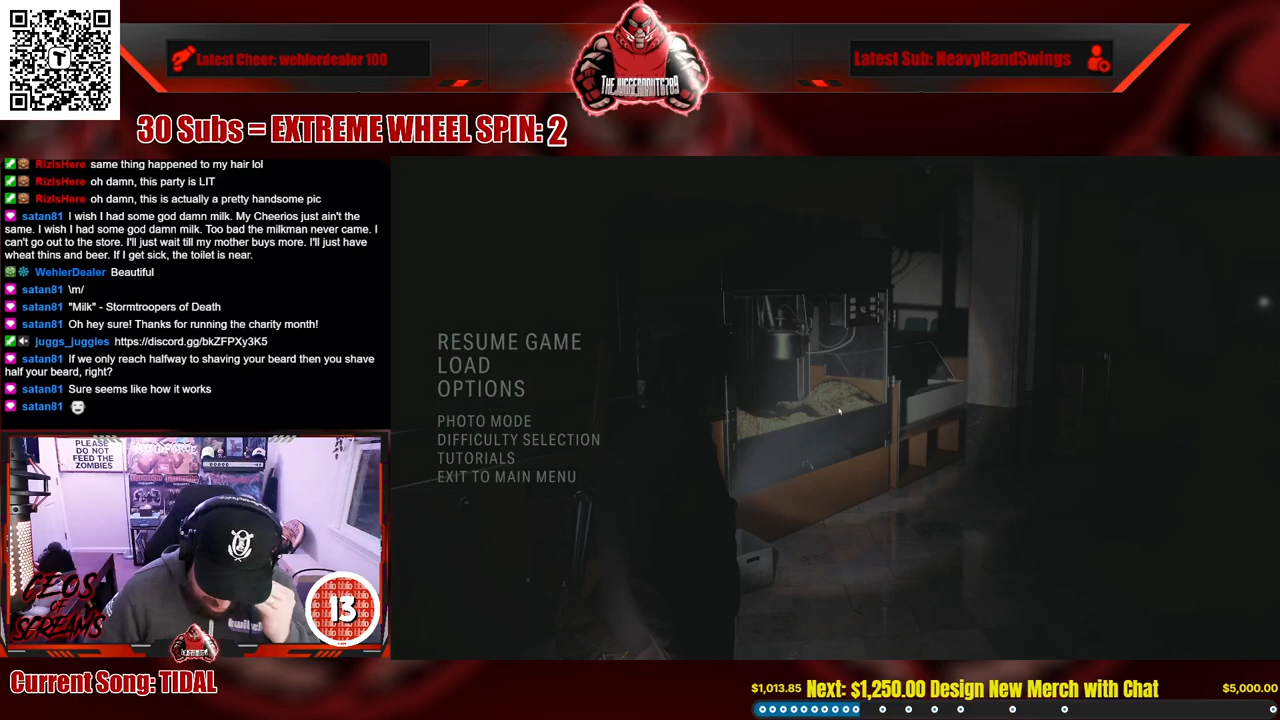 Latest Cheer: wehlerdealer 100
THEJUGGERNAUT6789
Latest Sub: HeavyHandSwings
30 Subs = EXTREME WHEEL SPIN: 2
RizIsHere same thing happened to my hair lol
RizIsHere oh damn, this party is LIT
RizIsHere oh damn, this is actually a pretty handsome pic
satan81 I wish I had some god damn milk. My Cheerios just ain't the
same. I wish I had some god damn milk. Too bad the milkman never came. I
can't go out to the store. I'll just wait till my mother buys more. I'll just have
wheat thins and beer. If I get sick, the toilet is near.
WehlerDealer Beautiful
satan81 \m/
satan81 "Milk" - Stormtroopers of Death
satan81 Oh hey sure! Thanks for running the charity month!
juggs_juggles https://discord.gg/bkZFPXy3K5
satan81 If we only reach halfway to shaving your beard then you shave
half your beard, right?
satan81 Sure seems like how it works
satan81
RESUME GAME
LOAD
OPTIONS
PHOTO MODE
DIFFICULTY SELECTION
TUTORIALS
EXIT TO MAIN MENU
PLEASE
DO NOT
FEED THE
ZOMBIES
CEOS
OF
SCREAMS
13
Current Song: TIDAL
$1,013.85 Next: $1,250.00 Design New Merch with Chat $5,000.00